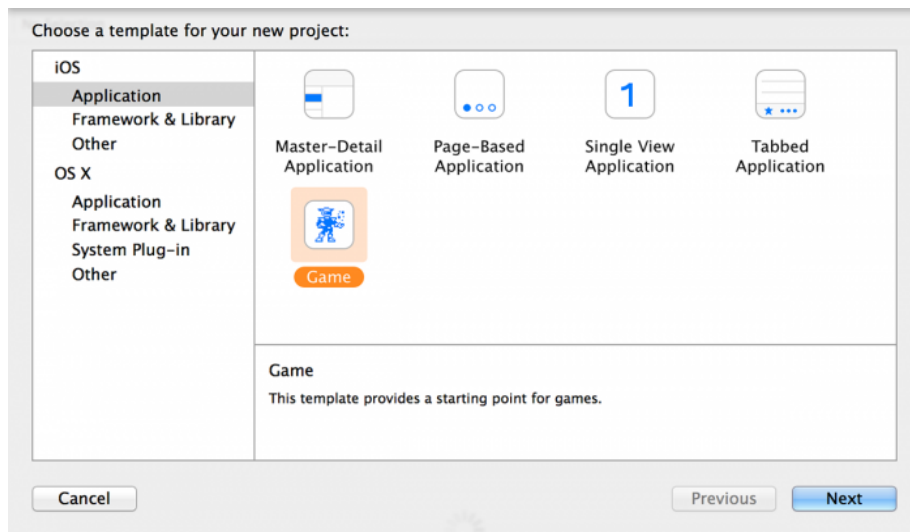 Choose a template for your new project:
iOS
Application
Framework & Library
Other
OS X
Application
Framework & Library
System Plug-in
Other
Master-Detail
Application
Page-Based
Application
1
Single View
Application
Tabbed
Application
Game
Game
This template provides a starting point for games.
Cancel
Previous
Next